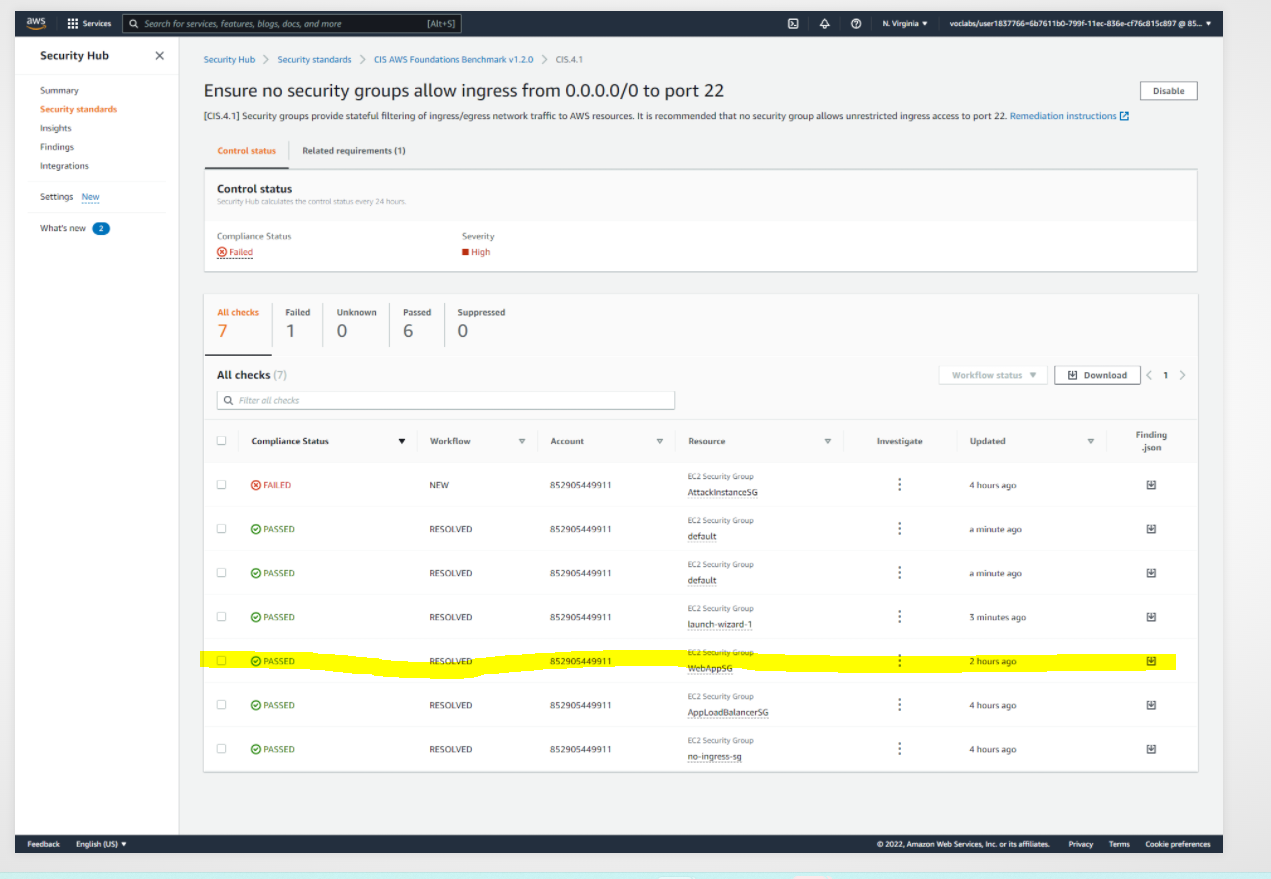 aws
Services
Search for services, features, blogs, docs, and more
[Alt+S]
N. Virginia
voclabs/user1837766=6b7611b0-799f-11ec-836e-cf76c815c897 @ 85...
Security Hub
Summary
Security standards
Insights
Findings
Integrations
Settings New
What's new 2
Security Hub > Security standards > CIS AWS Foundations Benchmark v1.2.0 > CIS.4.1
Ensure no security groups allow ingress from 0.0.0.0/0 to port 22
Disable
[CIS.4.1] Security groups provide stateful filtering of ingress/egress network traffic to AWS resources. It is recommended that no security group allows unrestricted ingress access to port 22. Remediation instructions
Control status Related requirements (1)
Control status
Security Hub calculates the control status every 24 hours.
Compliance Status Severity
Failed High
All checks Failed Unknown Passed Suppressed
7 1 0 6 0
All checks (7)
Workflow status Download 1
Filter all checks
Compliance Status Workflow Account Resource Investigate Updated Finding .json
EC2 Security Group
FAILED NEW 852905449911 AttackInstanceSG 4 hours ago
EC2 Security Group
PASSED RESOLVED 852905449911 default a minute ago
EC2 Security Group
PASSED RESOLVED 852905449911 default a minute ago
EC2 Security Group
PASSED RESOLVED 852905449911 launch-wizard-1 3 minutes ago
EC2 Security Group
PASSED RESOLVED 852905449911 WebAppSG 2 hours ago
EC2 Security Group
PASSED RESOLVED 852905449911 AppLoadBalancerSG 4 hours ago
EC2 Security Group
PASSED RESOLVED 852905449911 no-ingress-sg 4 hours ago
Feedback English (US) © 2022, Amazon Web Services, Inc. or its affiliates. Privacy Terms Cookie preferences